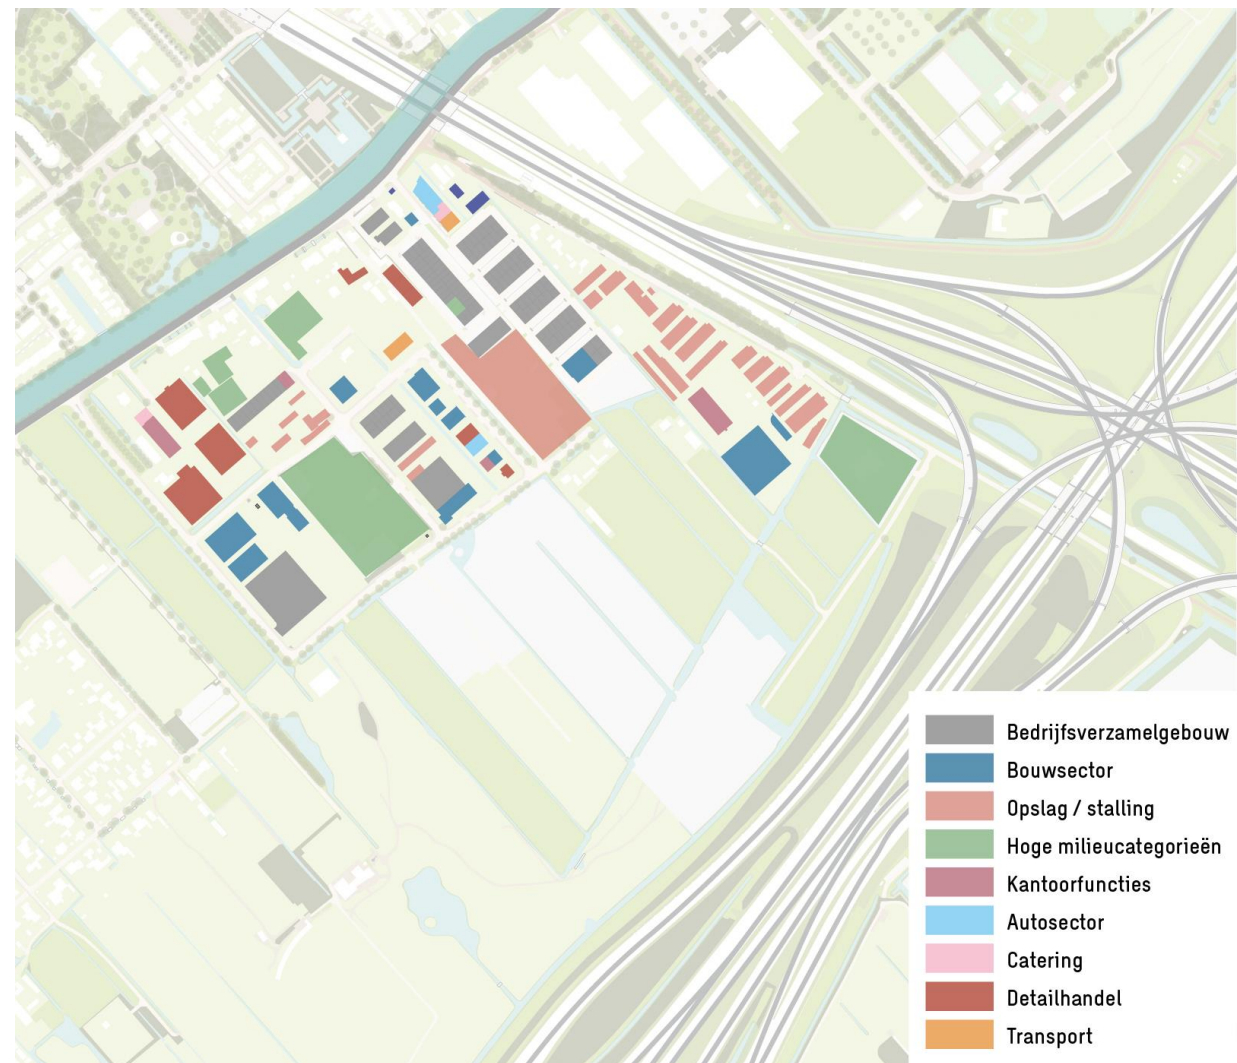 Bedrijfsverzamelgebouw
Bouwsector
Opslag / stalling
Hoge milieucategorieën
Kantoorfuncties
Autosector
Catering
Detailhandel
Transport